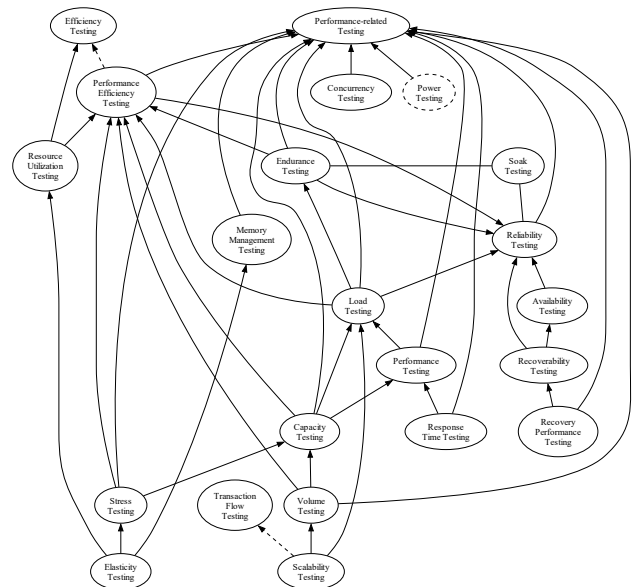 Efficiency
Testing
Performance-related
Testing
Performance
Efficiency
Testing
Concurrency
Testing
Power
Testing
Resource
Utilization
Testing
Endurance
Testing
Soak
Testing
Memory
Management
Testing
Reliability
Testing
Load
Testing
Availability
Testing
Performance
Testing
Recoverability
Testing
Capacity
Testing
Response
Time Testing
Recovery
Performance
Testing
Stress
Testing
Transaction
Flow
Testing
Volume
Testing
Elasticity
Testing
Scalability
Testing